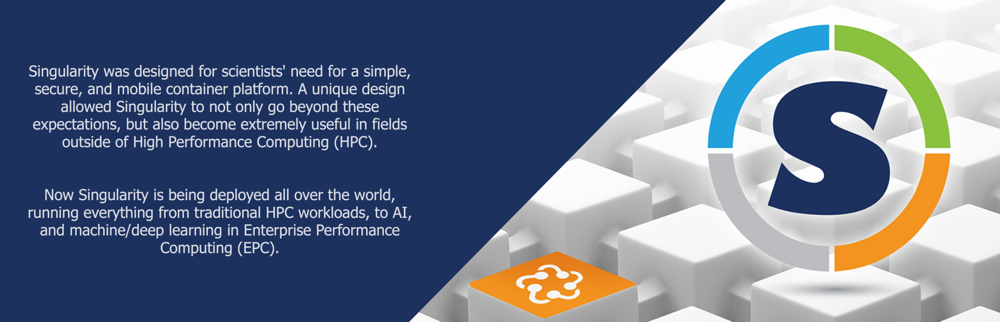 Singularity was designed for scientists' need for a simple,
secure, and mobile container platform. A unique design
allowed Singularity to not only go beyond these
expectations, but also become extremely useful in fields
outside of High Performance Computing (HPC).
Now Singularity is being deployed all over the world,
running everything from traditional HPC workloads, to AI,
and machine/deep learning in Enterprise Performance
Computing (EPC).
S